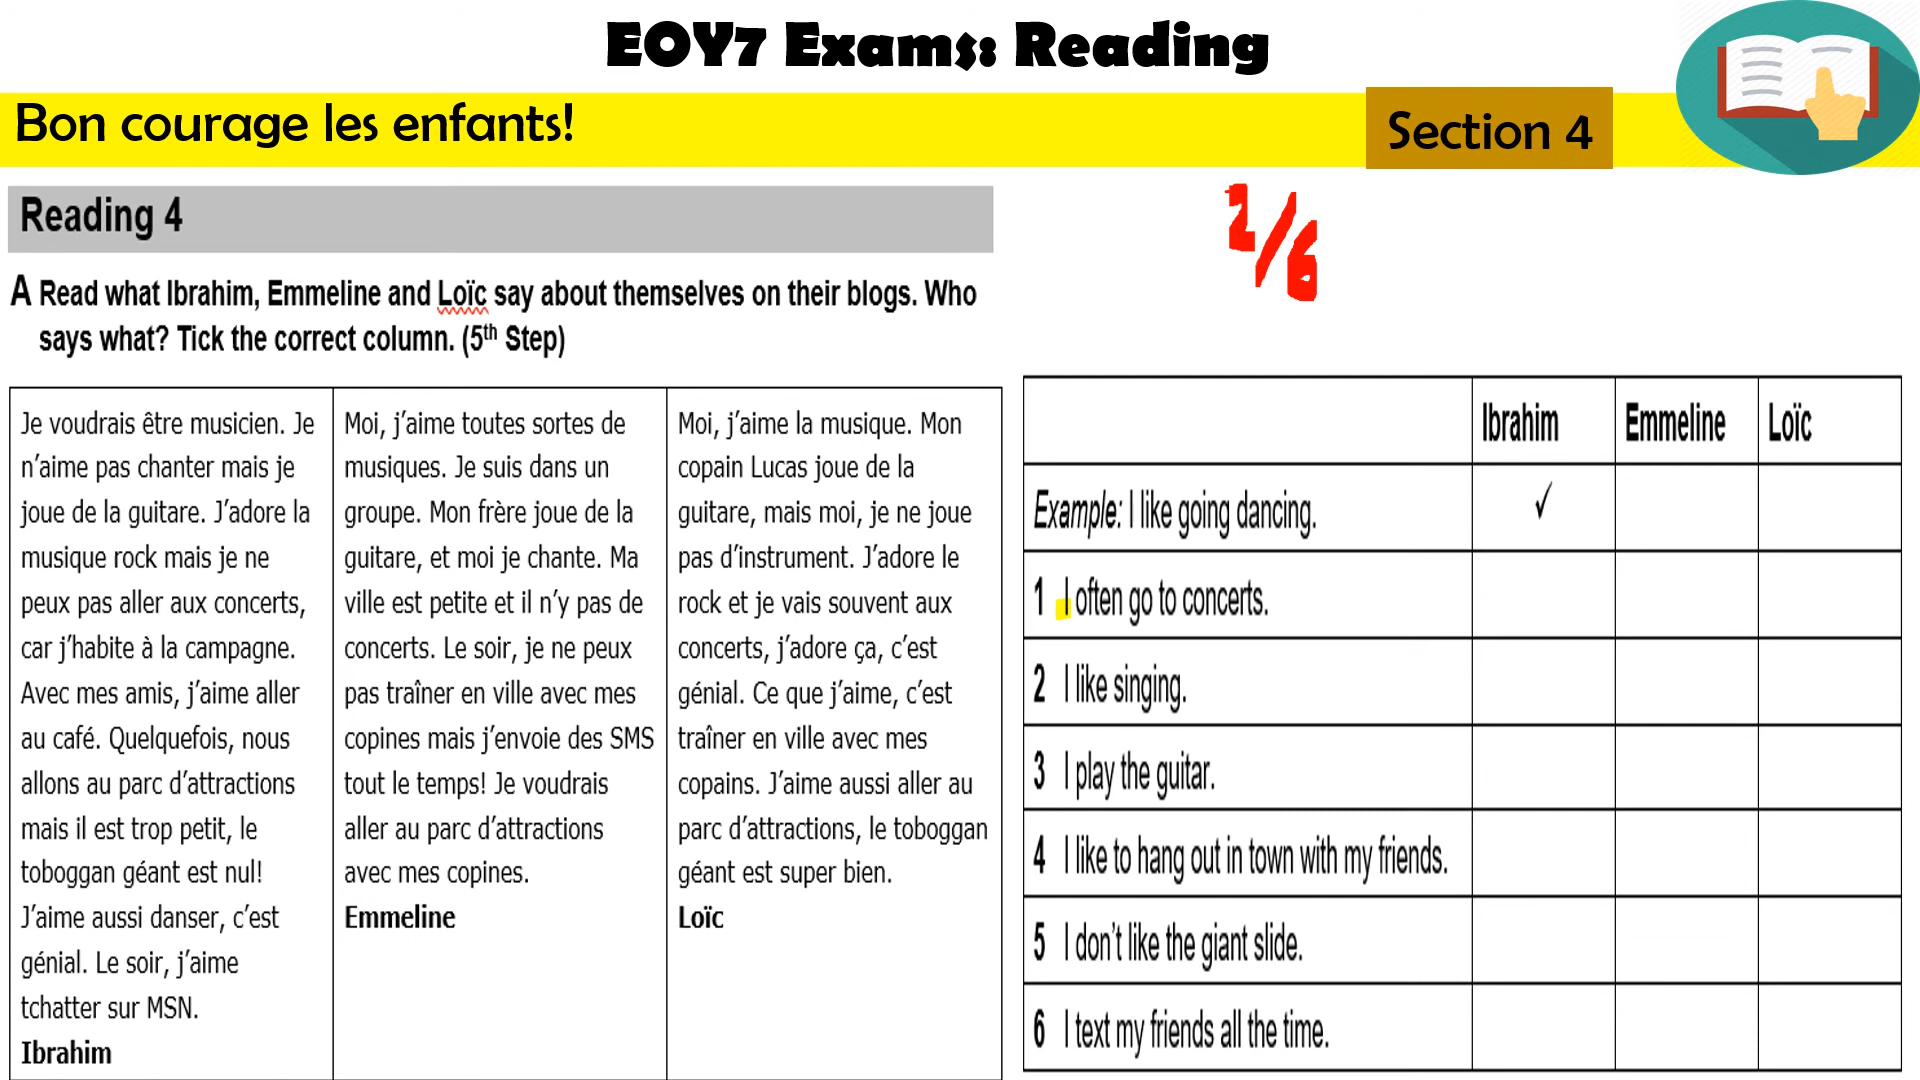 EOY7 Exams: Reading
Bon courage les enfants!
Section 4
Reading 4
2/6
A Read what Ibrahim, Emmeline and Loïc say about themselves on their blogs. Who
says what? Tick the correct column. (5th Step)
Je voudrais être musicien. Je
n'aime pas chanter mais je
joue de la guitare. J'adore la
musique rock mais je ne
peux pas aller aux concerts,
car j'habite à la campagne.
Avec mes amis, j'aime aller
au café. Quelquefois, nous
allons au parc d'attractions
mais il est trop petit, le
toboggan géant est nul!
J'aime aussi danser, c'est
génial. Le soir, j'aime
tchatter sur MSN.
Ibrahim
Moi, j'aime toutes sortes de
musiques. Je suis dans un
groupe. Mon frère joue de la
guitare, et moi je chante. Ma
ville est petite et il n'y pas de
concerts. Le soir, je ne peux
pas traîner en ville avec mes
copines mais j'envoie des SMS
tout le temps! Je voudrais
aller au parc d'attractions
avec mes copines.
Emmeline
Moi, j'aime la musique. Mon
copain Lucas joue de la
guitare, mais moi, je ne joue
pas d'instrument. J'adore le
rock et je vais souvent aux
concerts, j'adore ça, c'est
génial. Ce que j'aime, c'est
traîner en ville avec mes
copains. J'aime aussi aller au
parc d'attractions, le toboggan
géant est super bien.
Loïc
Ibrahim Emmeline Loïc
Example: I like going dancing. ✓
1 I often go to concerts.
2 I like singing.
3 I play the guitar.
4 I like to hang out in town with my friends.
5 I don't like the giant slide.
6 I text my friends all the time.